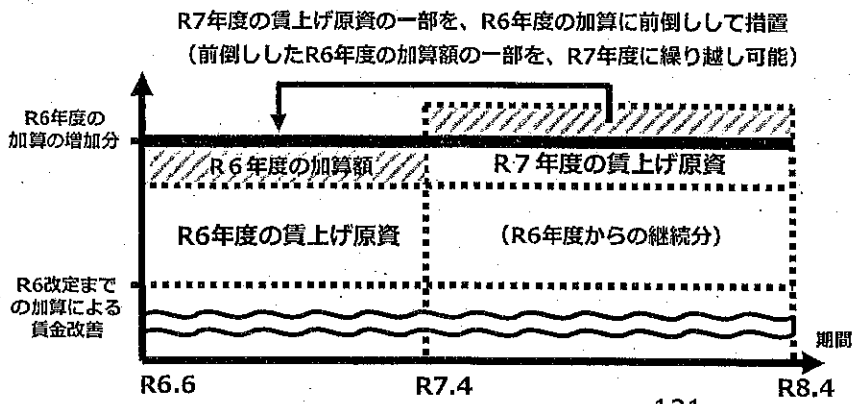 R7年度の賃上げ原資の一部を、R6年度の加算に前倒しして措置
（前倒ししたR6年度の加算額の一部を、R7年度に繰り越し可能）
R6年度の
加算の増加分
R6年度の加算額
R7年度の賃上げ原資
R6年度の賃上げ原資
（R6年度からの継続分）
R6改定まで
の加算による
賃金改善
期間
R6.6
R7.4
R8.4